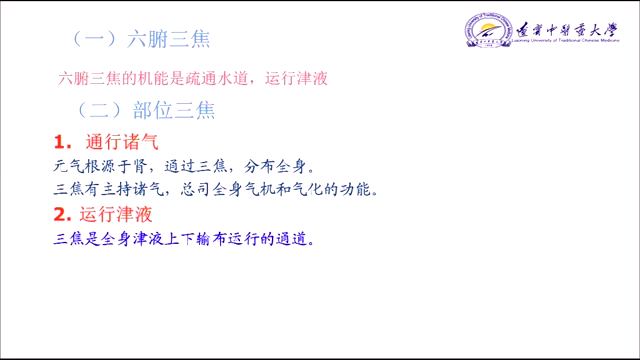 辽宁中医药大学
Liaoning University of Traditional Chinese Medicine
（一）六腑三焦
六腑三焦的机能是疏通水道，运行津液
（二）部位三焦
1. 通行诸气
元气根源于肾，通过三焦，分布全身。
三焦有主持诸气，总司全身气机和气化的功能。
2. 运行津液
三焦是全身津液上下输布运行的通道。